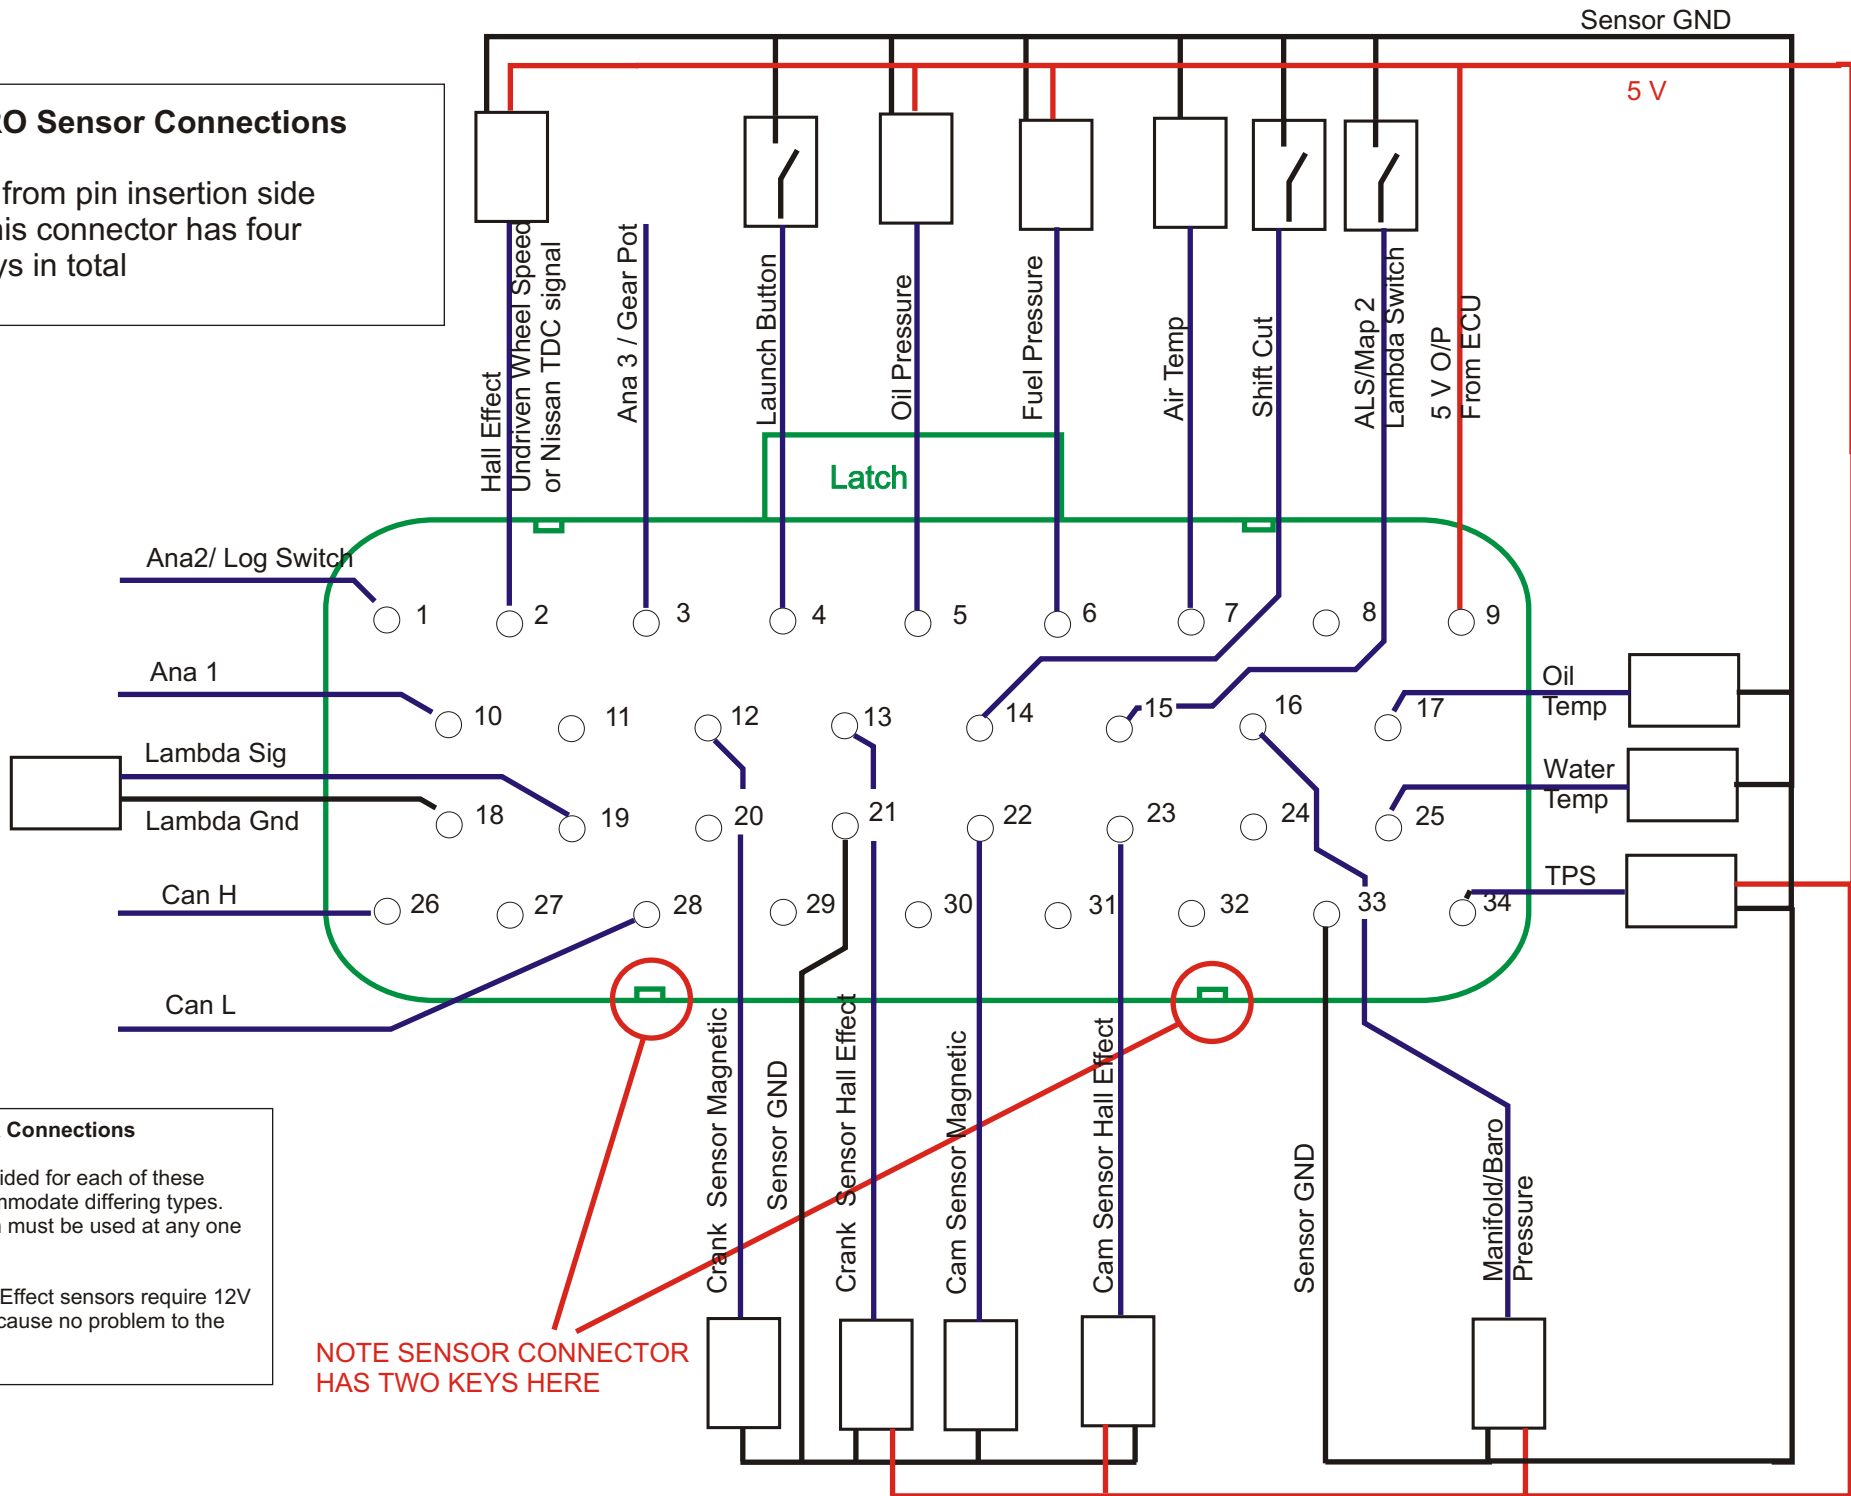 Sensor GND
5 V
RO Sensor Connections
from pin insertion side
his connector has four
ys in total
Hall Effect
Undriven Wheel Speed
or Nissan TDC signal
Ana 3 / Gear Pot
Launch Button
Oil Pressure
Fuel Pressure
Air Temp
Shift Cut
ALS/Map 2
Lambda Switch
5 V O/P
From ECU
Latch
Ana2/ Log Switch
1
2
3
4
5
6
7
8
9
Ana 1
10
11
12
13
14
15
16
17
Oil
Temp
Lambda Sig
Lambda Gnd
18
19
20
21
22
23
24
25
Water
Temp
Can H
26
27
28
29
30
31
32
33
34
TPS
Can L
Crank Sensor Magnetic
Sensor GND
Crank Sensor Hall Effect
Cam Sensor Magnetic
Cam Sensor Hall Effect
Sensor GND
Manifold/Baro
Pressure
Connections
ided for each of these
mmodate differing types.
must be used at any one
Effect sensors require 12V
cause no problem to the
NOTE SENSOR CONNECTOR
HAS TWO KEYS HERE